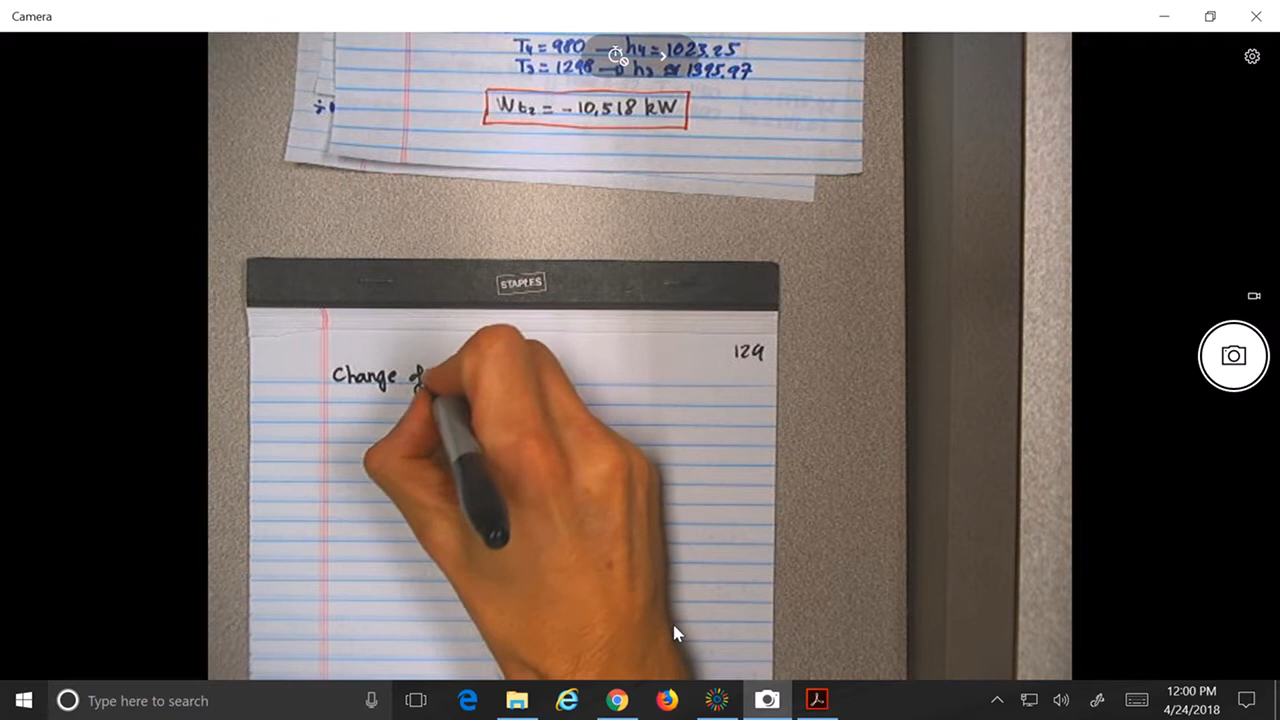 Camera
T4 = 980 → h4 = 1023.25
T3 = 1298 → h3 ≅ 1395.97
Wt2 = - 10,518 kW
STAPLES
129
Change of
Type here to search
12:00 PM
4/24/2018